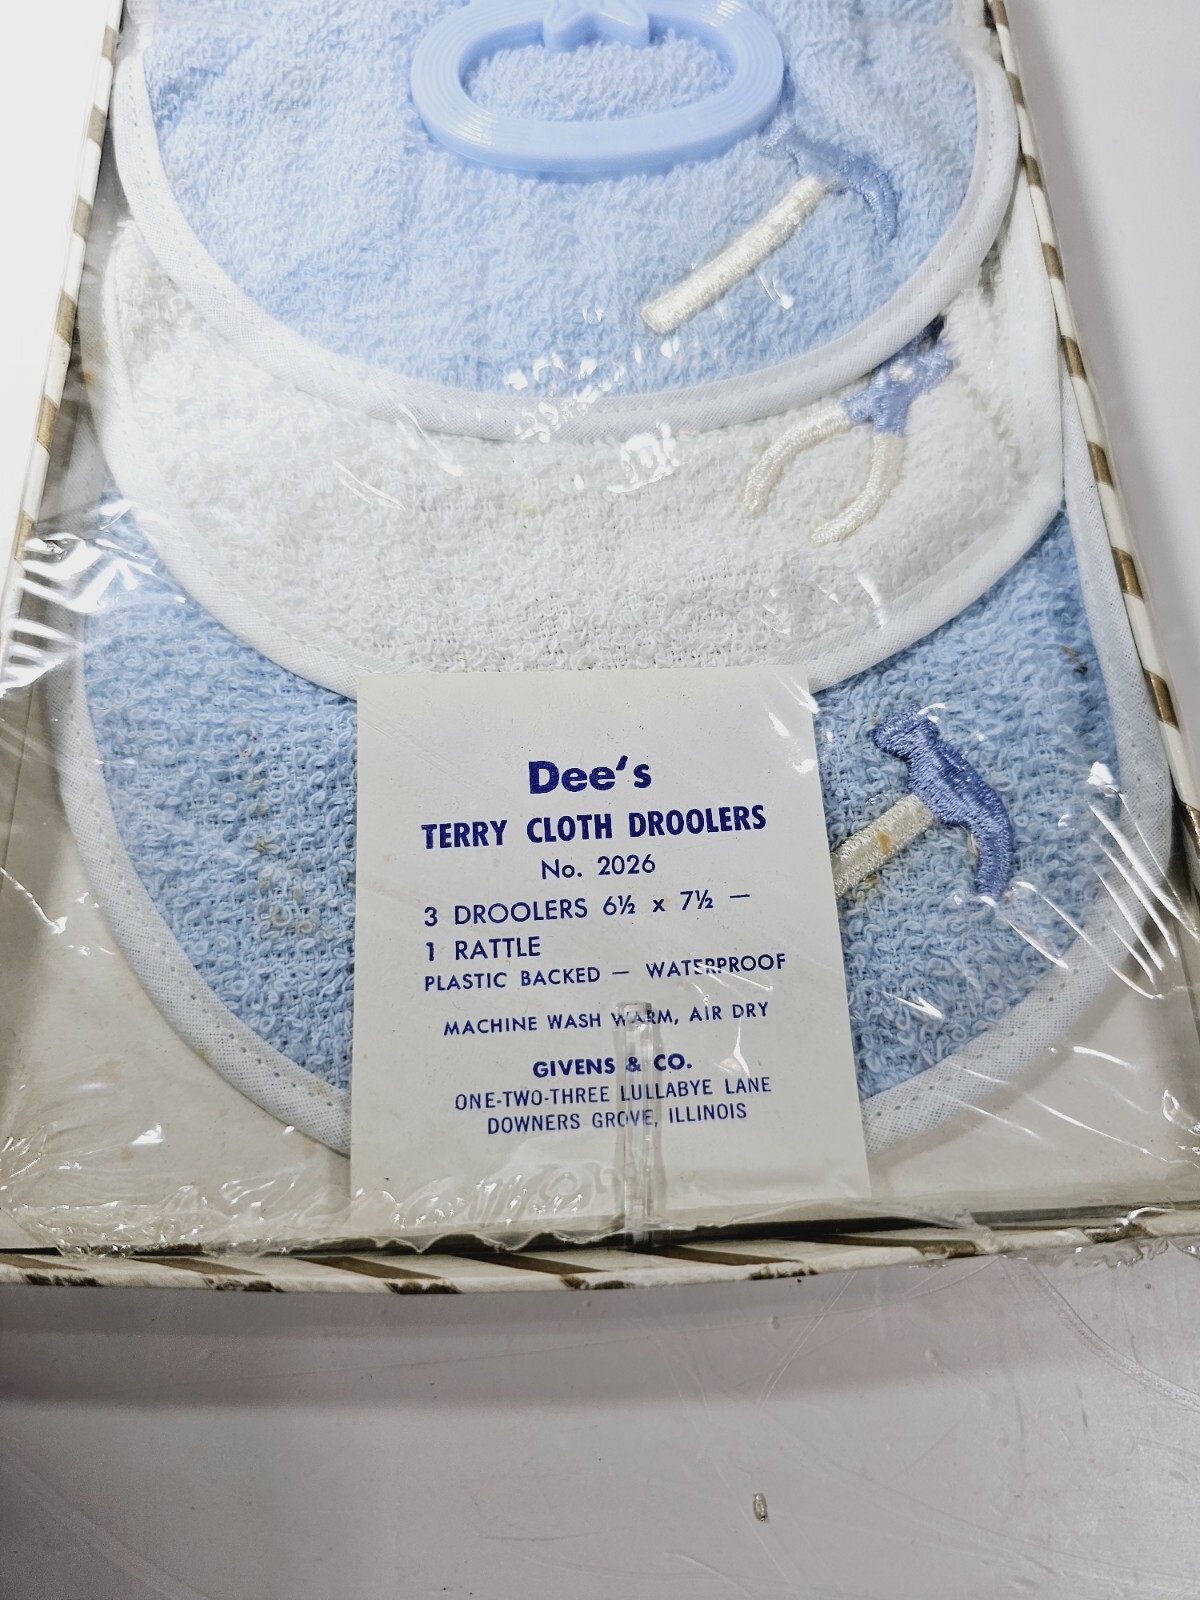 Dee's
TERRY CLOTH DROOLERS
No. 2026
3 DROOLERS 6½ x 7½ —
1 RATTLE
PLASTIC BACKED — WATERPROOF
MACHINE WASH WARM, AIR DRY
GIVENS & CO.
ONE-TWO-THREE LULLABYE LANE
DOWNERS GROVE, ILLINOIS